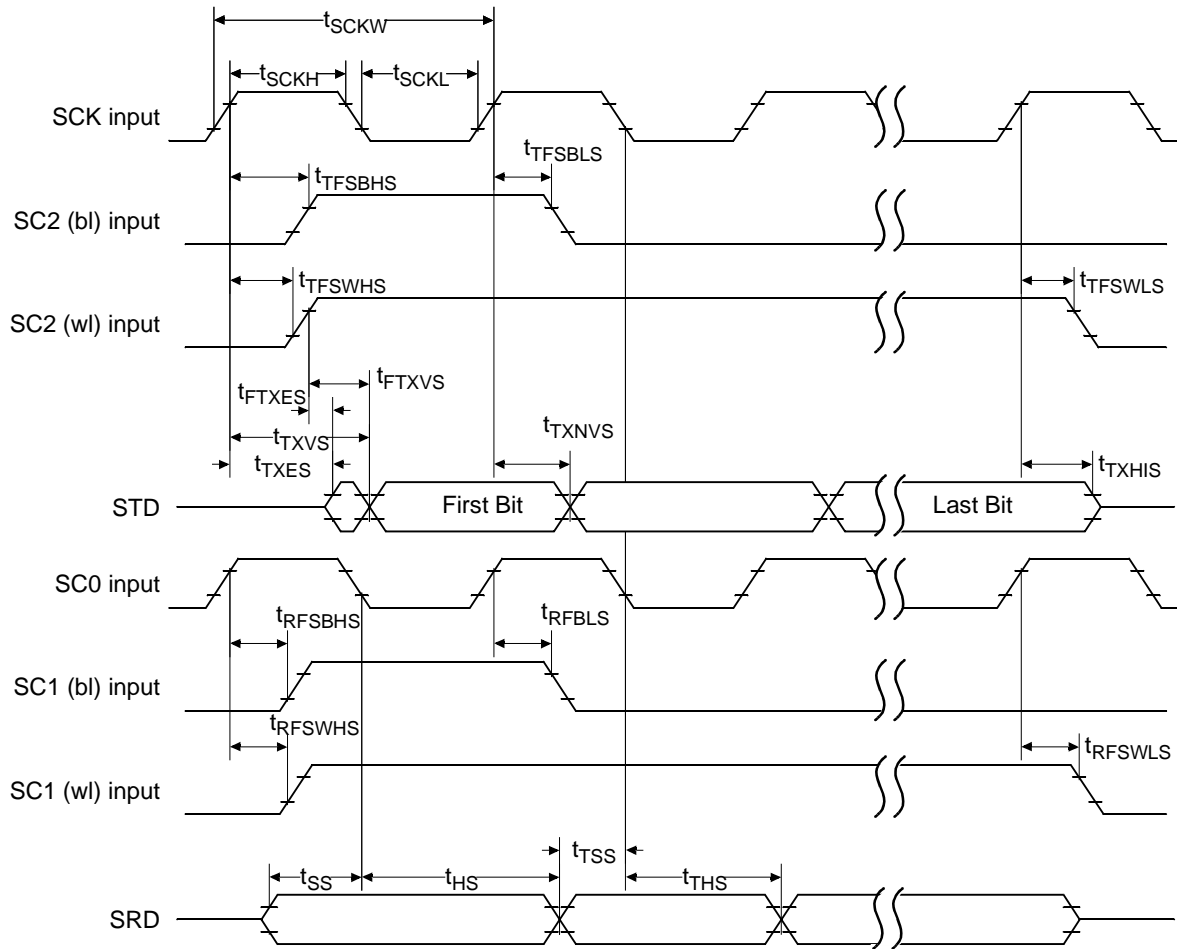 tSCKW
tSCKH
tSCKL
SCK input
tTFSBLS
tTFSBHS
SC2 (bl) input
tTFSWHS
tTFSWLS
SC2 (wl) input
tFTXES
tFTXVS
tTXVS
tTXNVS
tTXES
tTXHIS
STD
First Bit
Last Bit
SC0 input
tRFSBHS
tRFBLS
SC1 (bl) input
tRFSWHS
tRFSWLS
SC1 (wl) input
tTSS
tSS
tHS
tTHS
SRD